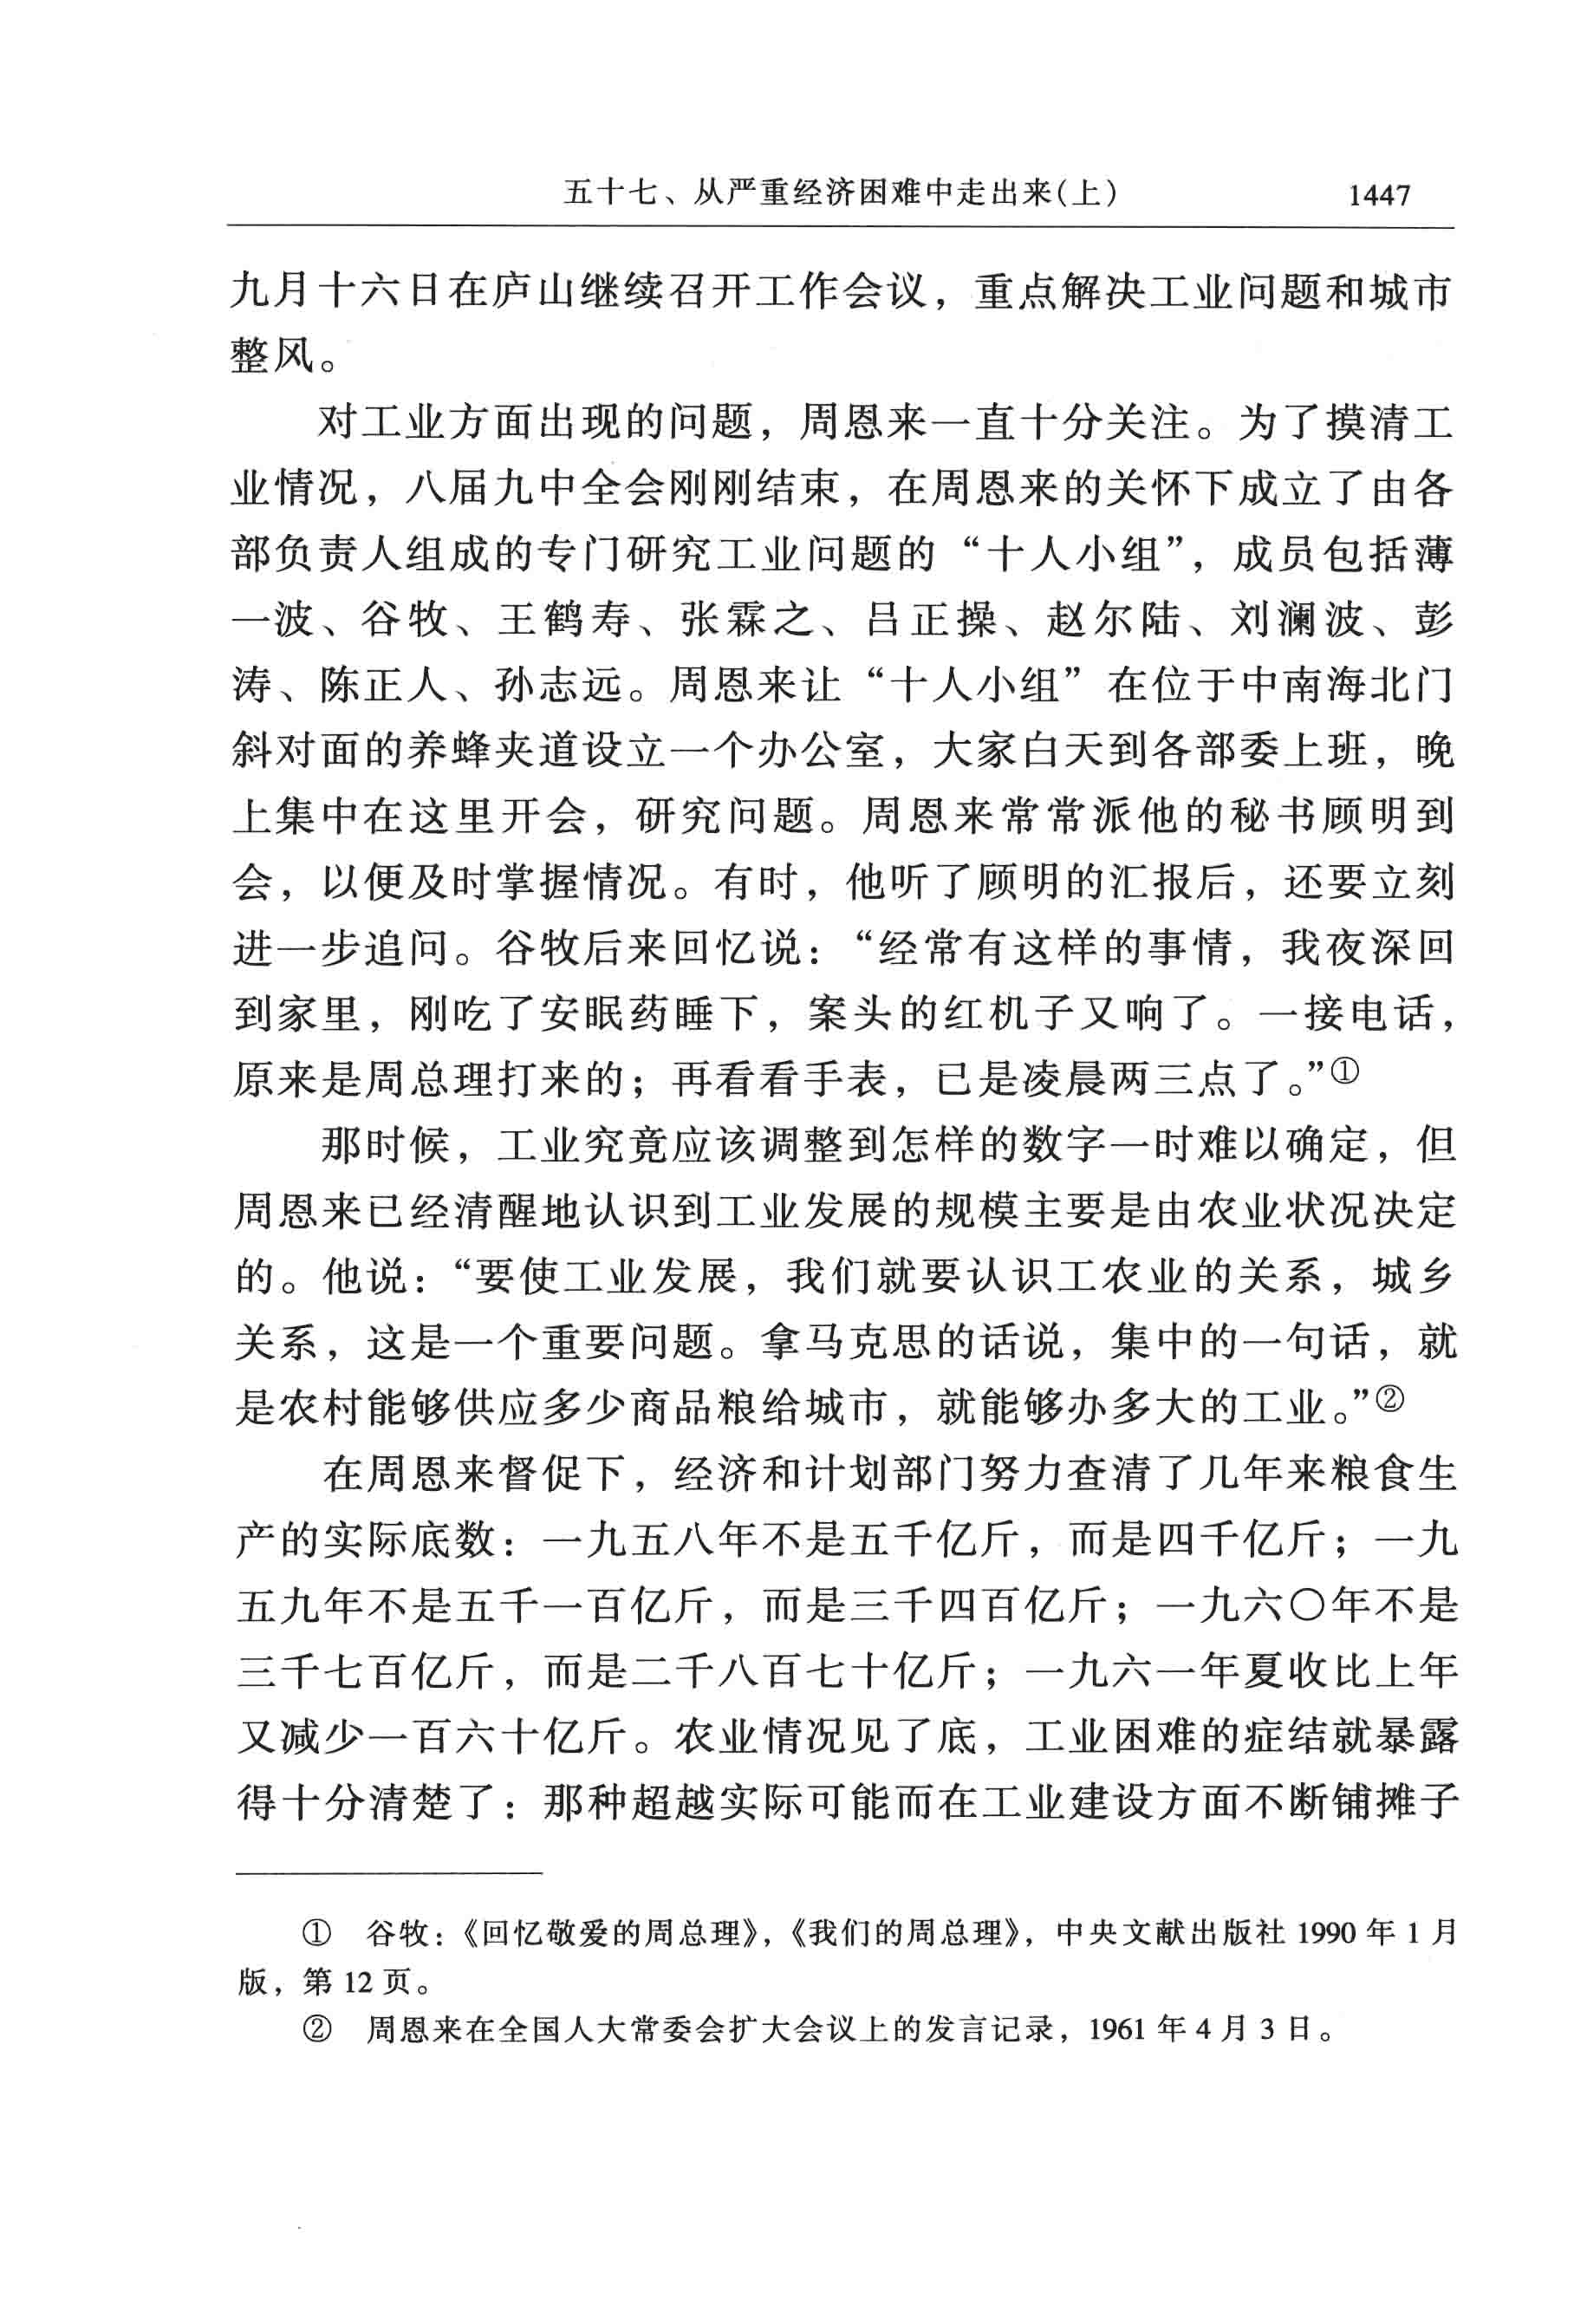 五十七、从严重经济困难中走出来(上) 1447
九月十六日在庐山继续召开工作会议，重点解决工业问题和城市
整风。
对工业方面出现的问题，周恩来一直十分关注。为了摸清工
业情况，八届九中全会刚刚结束，在周恩来的关怀下成立了由各
部负责人组成的专门研究工业问题的“十人小组”，成员包括薄
一波、谷牧、王鹤寿、张霖之、吕正操、赵尔陆、刘澜波、彭
涛、陈正人、孙志远。周恩来让“十人小组”在位于中南海北门
斜对面的养蜂夹道设立一个办公室，大家白天到各部委上班，晚
上集中在这里开会，研究问题。周恩来常常派他的秘书顾明到
会，以便及时掌握情况。有时，他听了顾明的汇报后，还要立刻
进一步追问。谷牧后来回忆说：“经常有这样的事情，我夜深回
到家里，刚吃了安眠药睡下，案头的红机子又响了。一接电话，
原来是周总理打来的；再看看手表，已是凌晨两三点了。”①
那时候，工业究竟应该调整到怎样的数字一时难以确定，但
周恩来已经清醒地认识到工业发展的规模主要是由农业状况决定
的。他说：“要使工业发展，我们就要认识工农业的关系，城乡
关系，这是一个重要问题。拿马克思的话说，集中的一句话，就
是农村能够供应多少商品粮给城市，就能够办多大的工业。”②
在周恩来督促下，经济和计划部门努力查清了几年来粮食生
产的实际底数：一九五八年不是五千亿斤，而是四千亿斤；一九
五九年不是五千一百亿斤，而是三千四百亿斤；一九六〇年不是
三千七百亿斤，而是二千八百七十亿斤；一九六一年夏收比上年
又减少一百六十亿斤。农业情况见了底，工业困难的症结就暴露
得十分清楚了：那种超越实际可能而在工业建设方面不断铺摊子
① 谷牧：《回忆敬爱的周总理》，《我们的周总理》，中央文献出版社 1990 年 1 月
版，第 12 页。
② 周恩来在全国人大常委会扩大会议上的发言记录，1961 年 4 月 3 日。